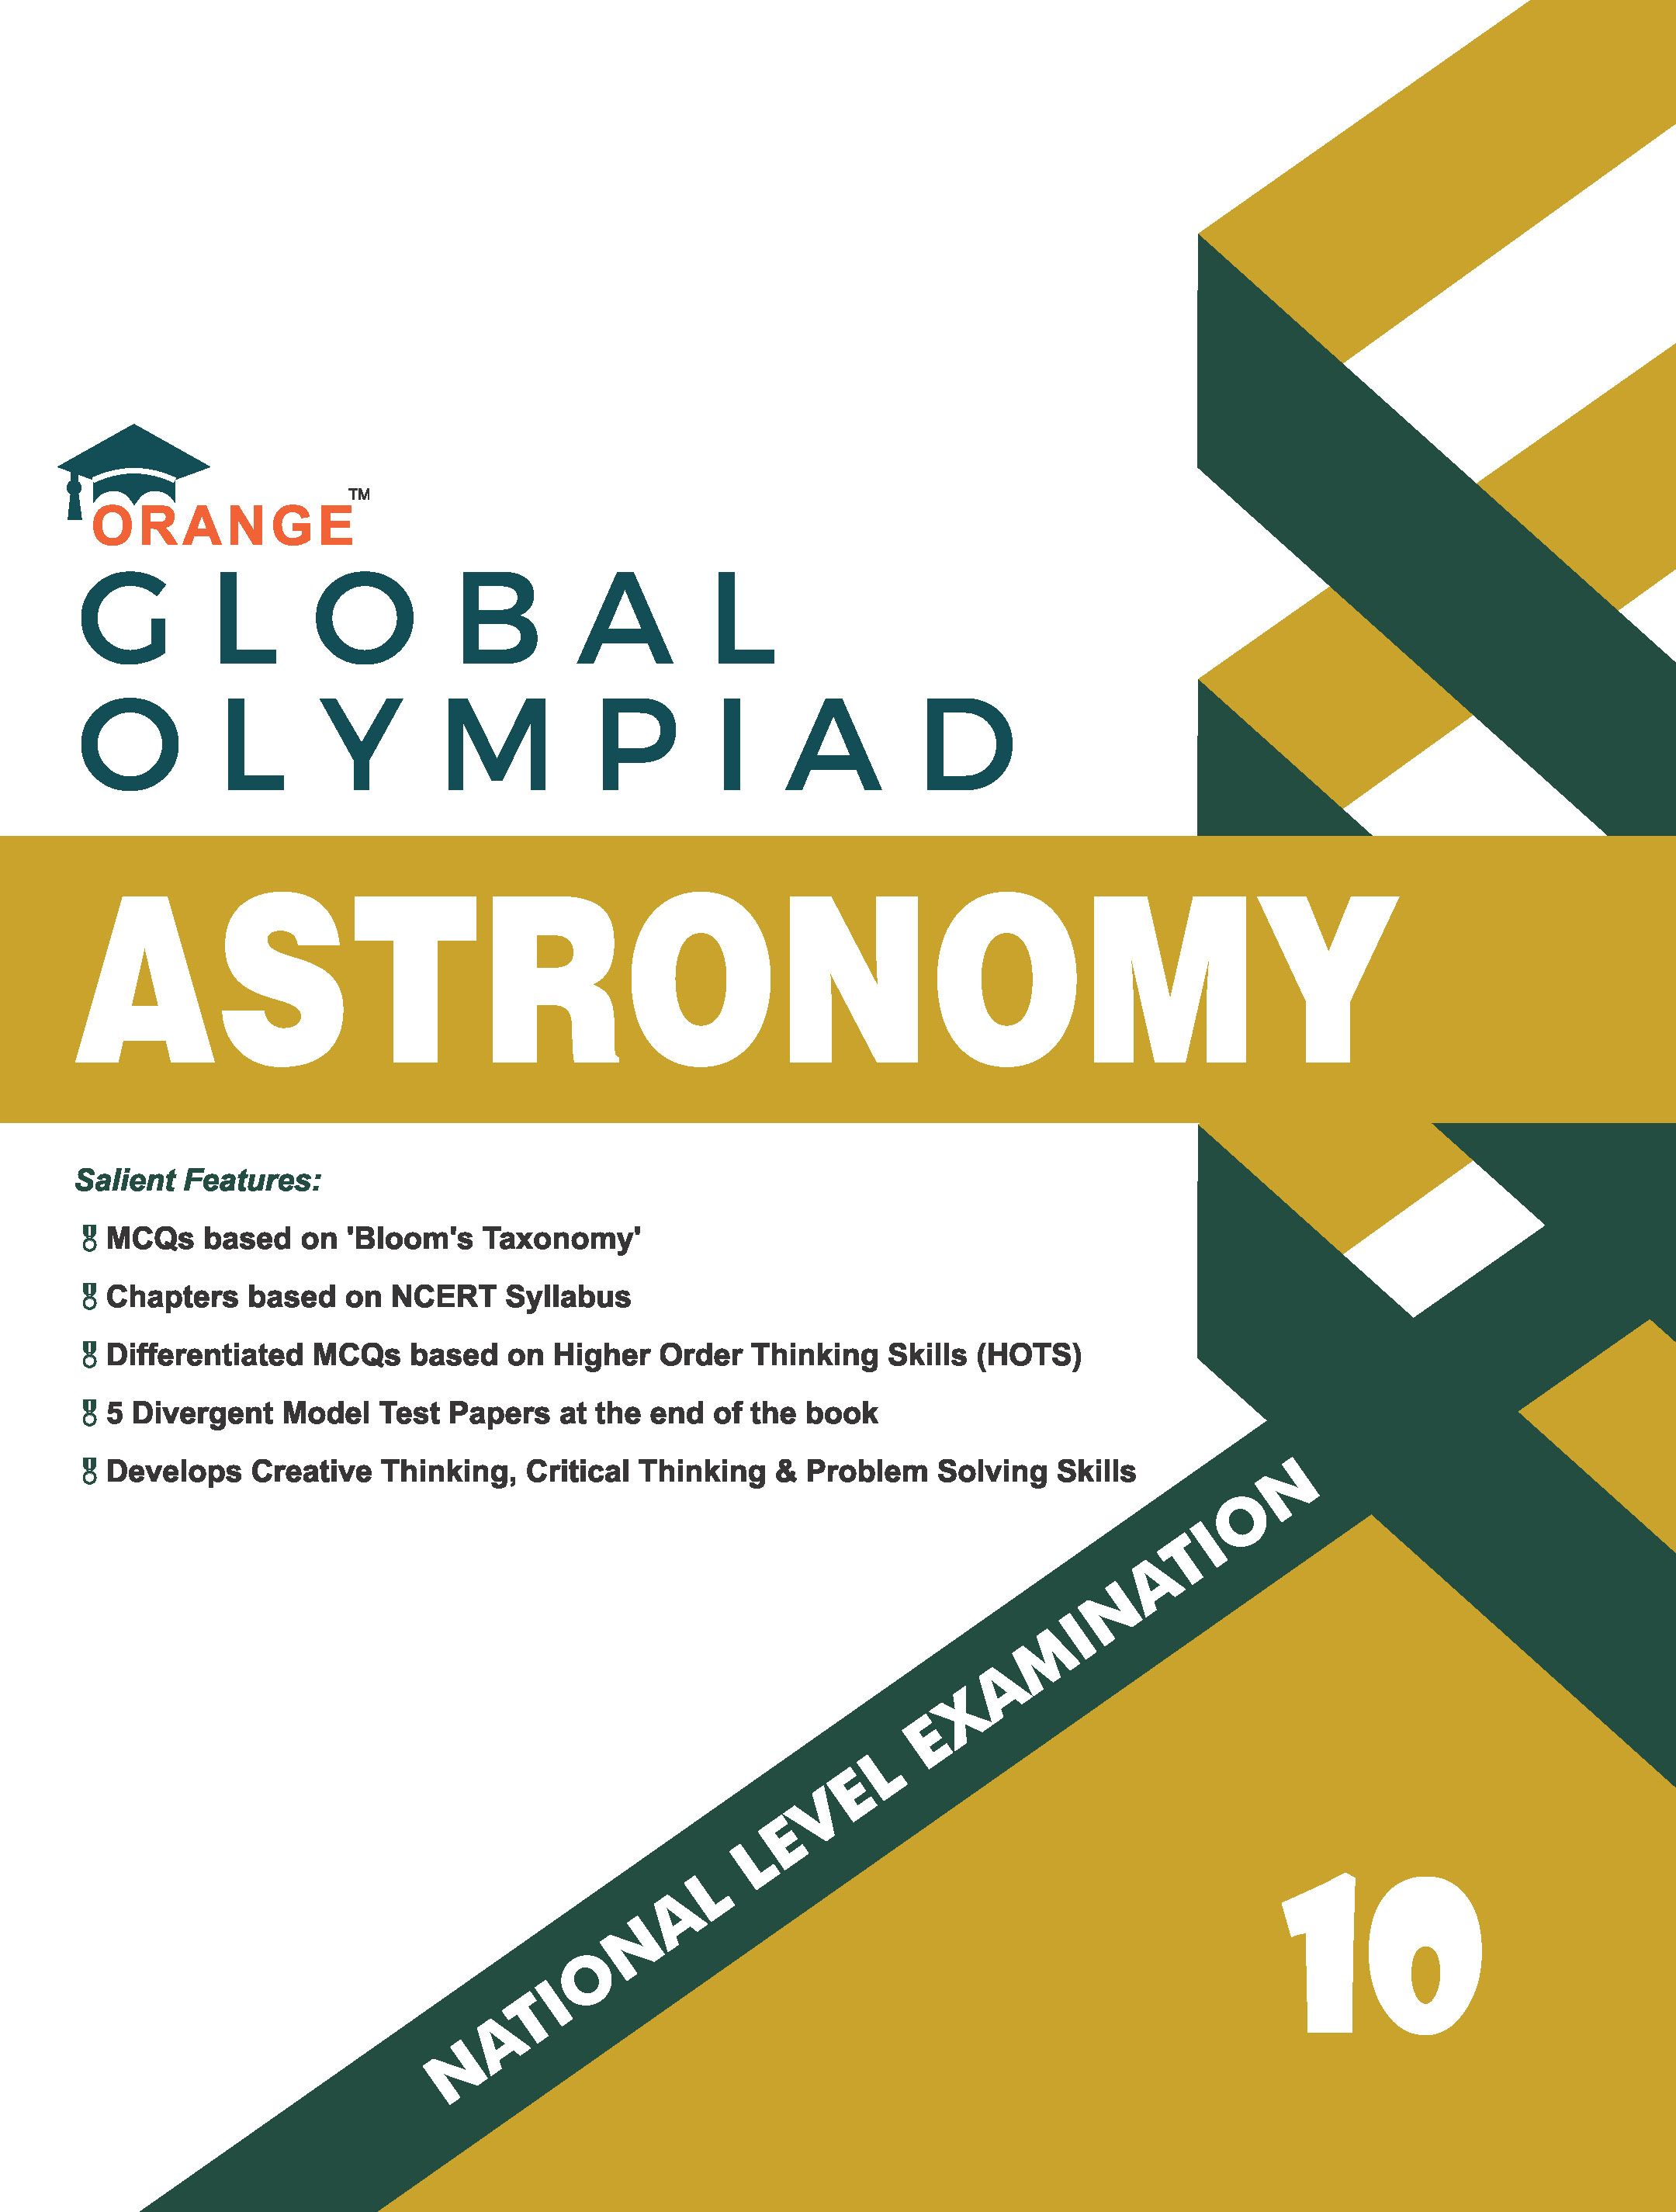 ORANGE™
GLOBAL
OLYMPIAD
ASTRONOMY
Salient Features:
MCQs based on 'Bloom's Taxonomy'
Chapters based on NCERT Syllabus
Differentiated MCQs based on Higher Order Thinking Skills (HOTS)
5 Divergent Model Test Papers at the end of the book
Develops Creative Thinking, Critical Thinking & Problem Solving Skills
NATIONAL LEVEL EXAMINATION
10